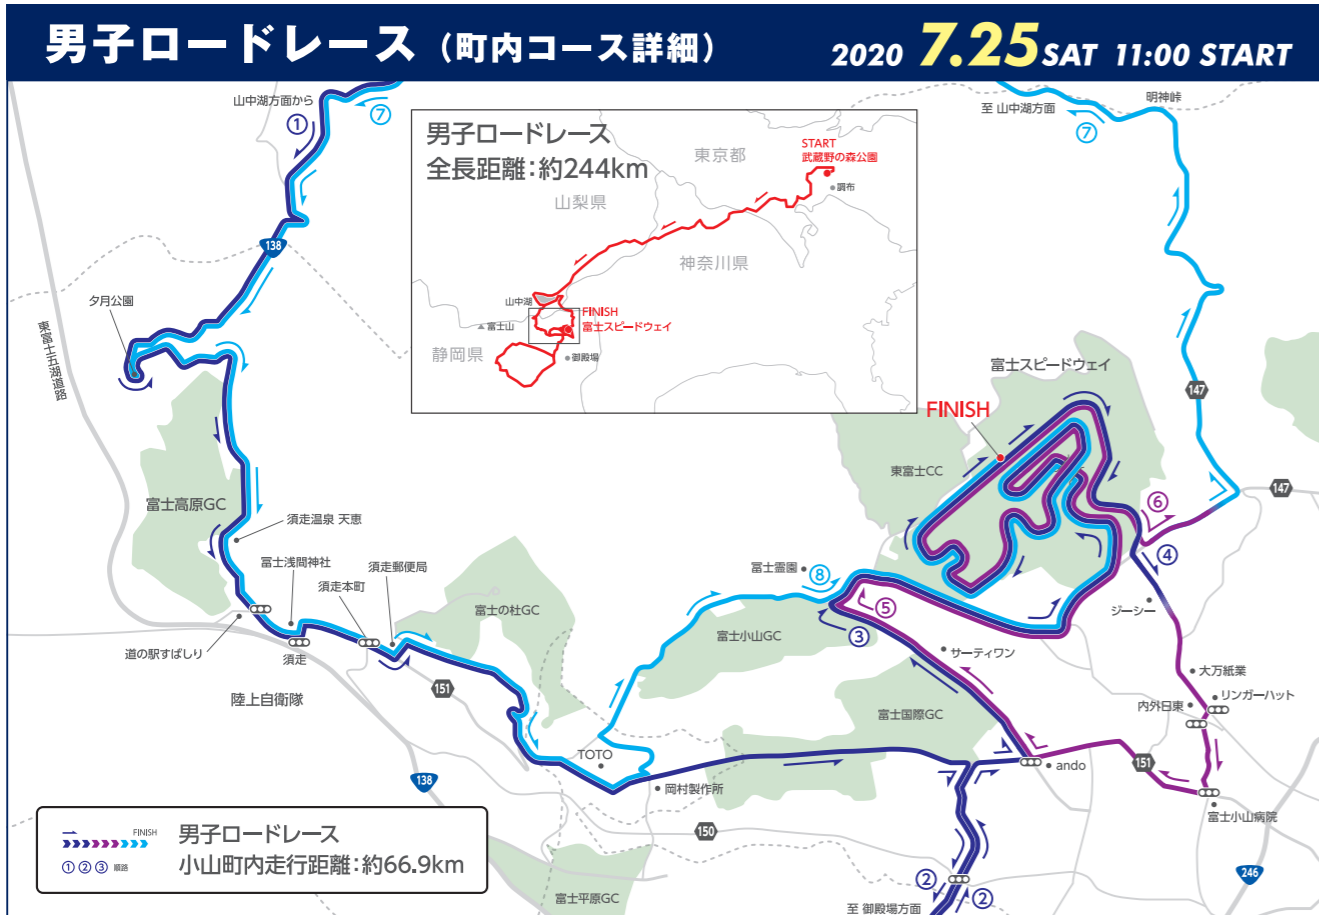 男子ロードレース（町内コース詳細）
2020 7.25 SAT 11:00 START
山中湖方面から
①
⑦
至 山中湖方面
明神峠
⑦
男子ロードレース
全長距離：約244km
START
武蔵野の森公園
東京都
調布
山梨県
神奈川県
山中湖
FINISH
富士スピードウェイ
富士山
静岡県
御殿場
138
夕月公園
東富士五湖道路
富士スピードウェイ
FINISH
147
東富士CC
147
富士高原GC
須走温泉 天恵
⑥
④
冨士浅間神社
須走郵便局
須走本町
冨士霊園
⑧
⑤
③
ジーシー
富士の杜GC
富士小山GC
道の駅すばしり
須走
サーティワン
大万紙業
151
陸上自衛隊
リンガーハット
内外日東
富士国際GC
TOTO
ando
151
138
岡村製作所
富士小山病院
150
FINISH
男子ロードレース
①②③ 順路
小山町内走行距離：約66.9km
246
②
②
富士平原GC
至 御殿場方面